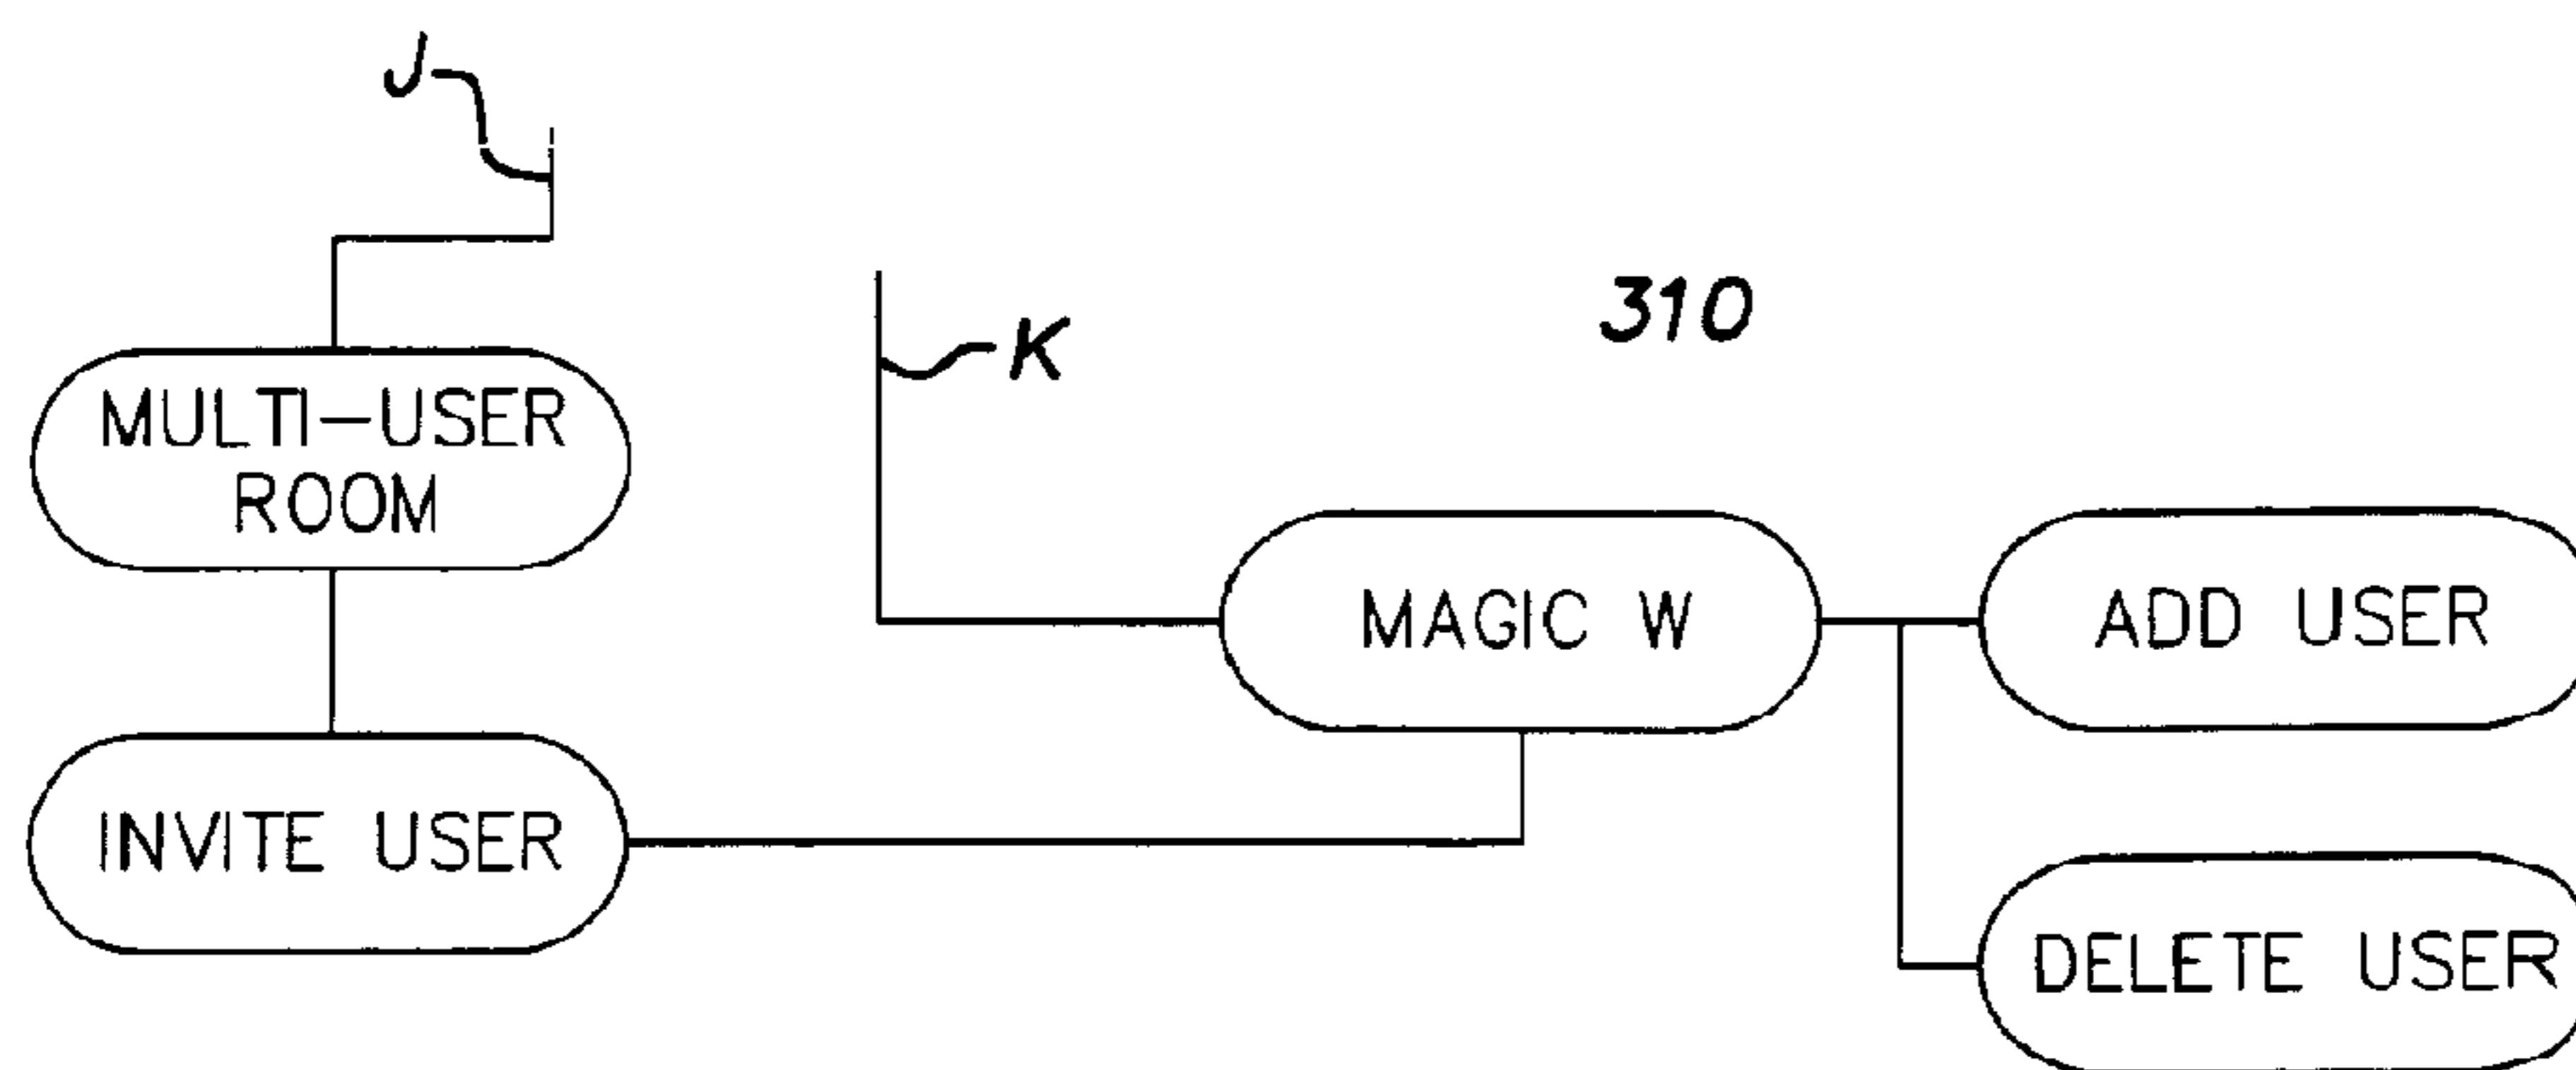 J
K
310
MULTI-USER
ROOM
MAGIC W
ADD USER
INVITE USER
DELETE USER